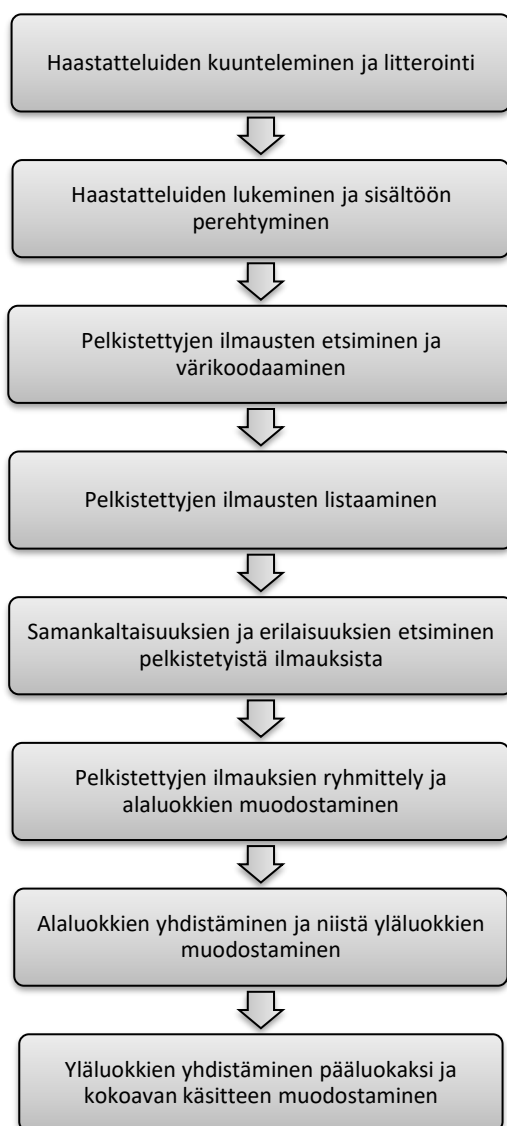 Haastatteluiden kuunteleminen ja litterointi
Haastatteluiden lukeminen ja sisältöön
perehtyminen
Pelkistettyjen ilmausten etsiminen ja
värikoodaaminen
Pelkistettyjen ilmausten listaaminen
Samankaltaisuuksien ja erilaisuuksien etsiminen
pelkistetyistä ilmauksista
Pelkistettyjen ilmauksien ryhmittely ja
alaluokkien muodostaminen
Alaluokkien yhdistäminen ja niistä yläluokkien
muodostaminen
Yläluokkien yhdistäminen pääluokaksi ja
kokoavan käsitteen muodostaminen